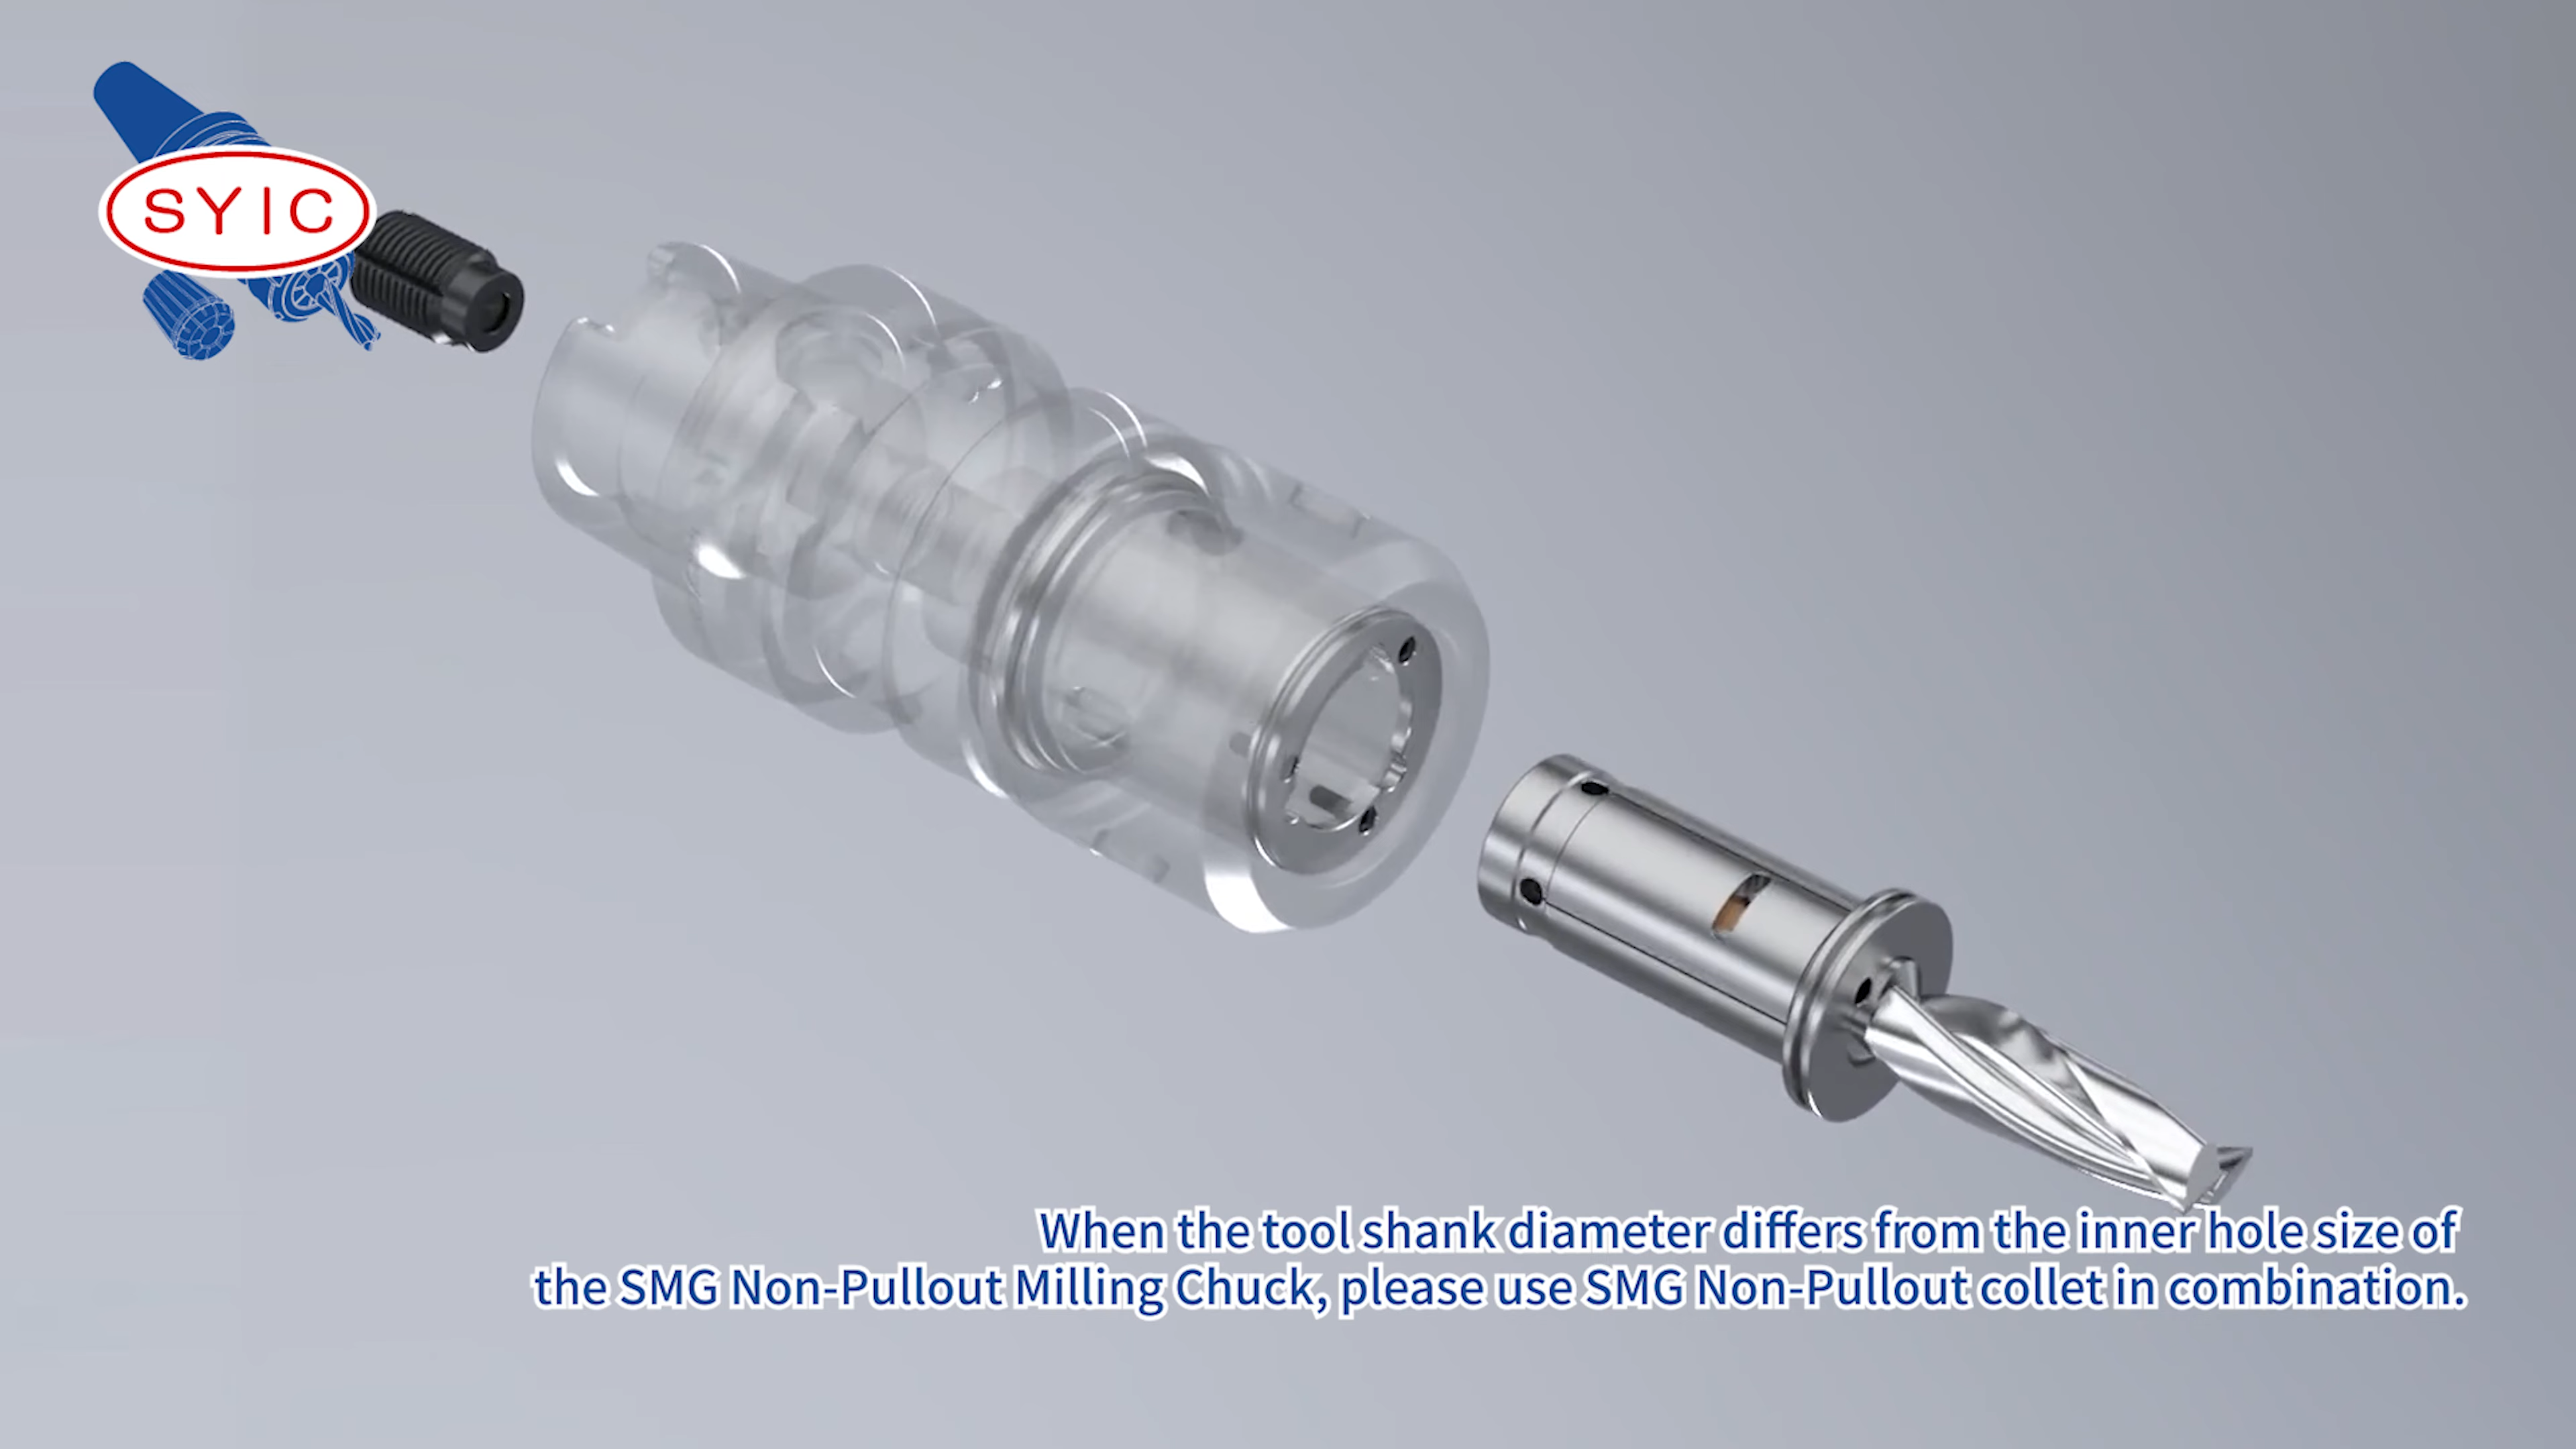 SYIC
When the tool shank diameter differs from the inner hole size of
the SMG Non-Pullout Milling Chuck, please use SMG Non-Pullout collet in combination.